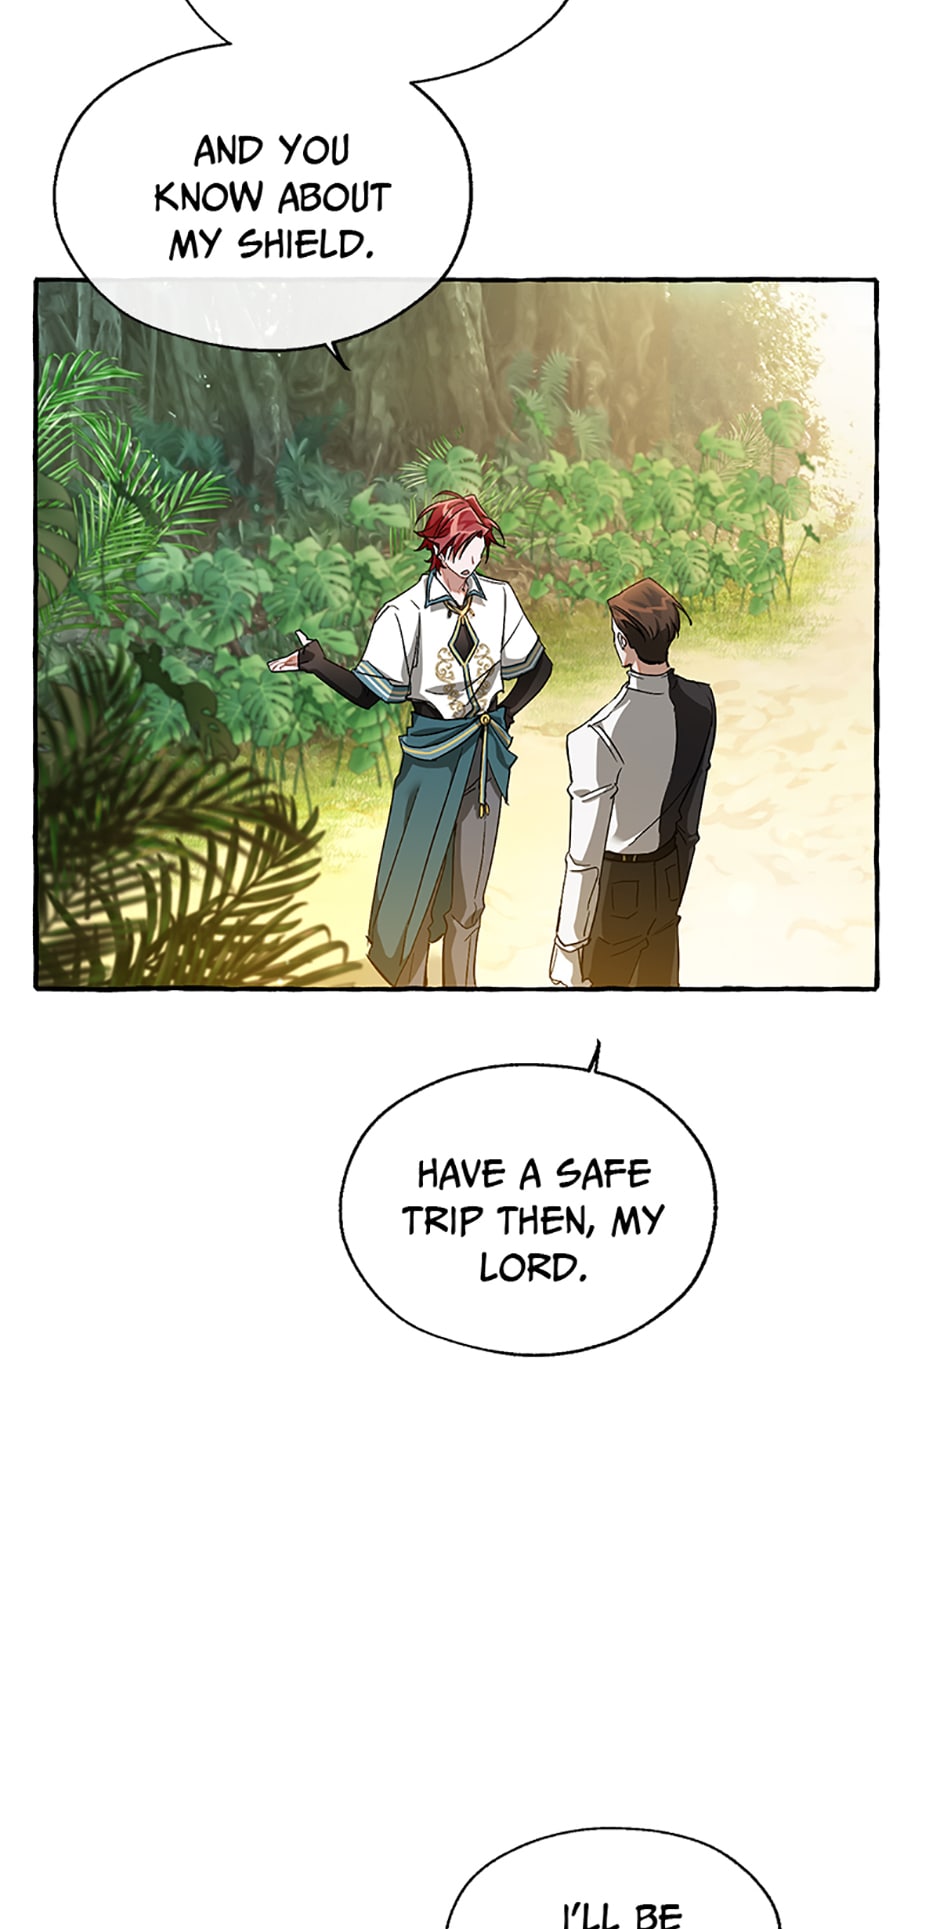 AND YOU
KNOW ABOUT
MY SHIELD.
HAVE A SAFE
TRIP THEN, MY
LORD.
I'LL BE